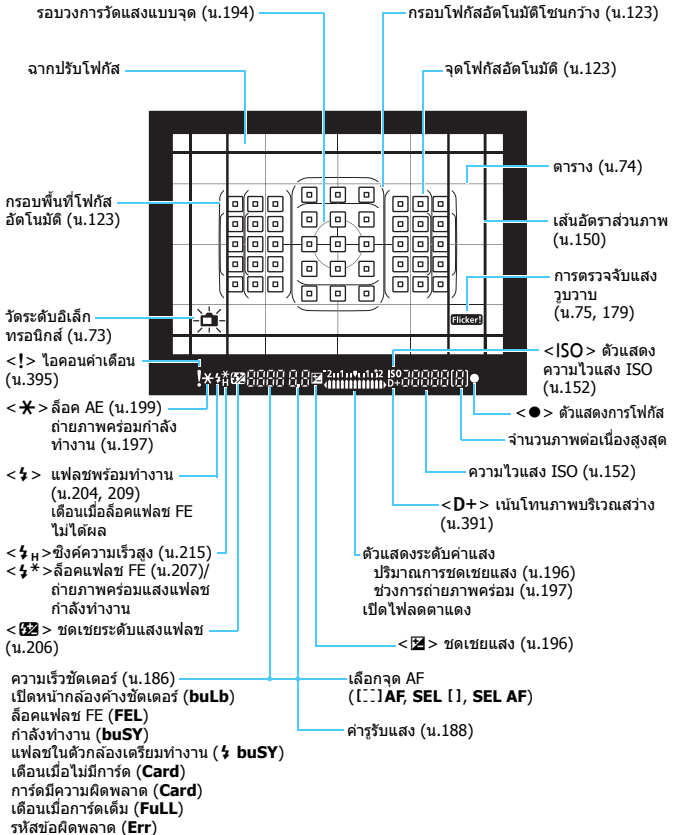 รอบวงการวัดแสงแบบจุด (น.194)
กรอบโฟกัสอัตโนมัติโซนกว้าง (น.123)
ฉากปรับโฟกัส
จุดโฟกัสอัตโนมัติ (น.123)
ตาราง (น.74)
กรอบพื้นที่โฟกัส
อัตโนมัติ (น.123)
เส้นอัตราส่วนภาพ
(น.150)
การตรวจจับแสง
วูบวาบ
(น.75, 179)
Flicker!
วัดระดับอิเล็ก
ทรอนิกส์ (น.73)
<!> ไอคอนคำเตือน
(น.395)
<ISO> ตัวแสดง
ความไวแสง ISO
(น.152)
<✱> ล็อค AE (น.199)
ถ่ายภาพคร่อมกำลัง
ทำงาน (น.197)
<●> ตัวแสดงการโฟกัส
จำนวนภาพต่อเนื่องสูงสุด
ความไวแสง ISO (น.152)
<⚡> แฟลชพร้อมทำงาน
(น.204, 209)
เตือนเมื่อล็อคแฟลช FE
ไม่ได้ผล
<D+> เน้นโทนภาพบริเวณสว่าง
(น.391)
<⚡H>ซิงค์ความเร็วสูง (น.215)
<⚡*>ล็อคแฟลช FE (น.207)/
ถ่ายภาพคร่อมแสงแฟลช
กำลังทำงาน
ตัวแสดงระดับค่าแสง
ปริมาณการชดเชยแสง (น.196)
ช่วงการถ่ายภาพคร่อม (น.197)
เปิดไฟลดตาแดง
<> ชดเชยระดับแสงแฟลช
(น.206)
<> ชดเชยแสง (น.196)
ความเร็วชัตเตอร์ (น.186)
เปิดหน้ากล้องค้างชัตเตอร์ (buLb)
ล็อคแฟลช FE (FEL)
กำลังทำงาน (buSY)
แฟลชในตัวกล้องเตรียมทำงาน (⚡ buSY)
เตือนเมื่อไม่มีการ์ด (Card)
การ์ดมีความผิดพลาด (Card)
เตือนเมื่อการ์ดเต็ม (FuLL)
รหัสข้อผิดพลาด (Err)
เลือกจุด AF
([ ] AF, SEL [], SEL AF)
ค่ารูรับแสง (น.188)